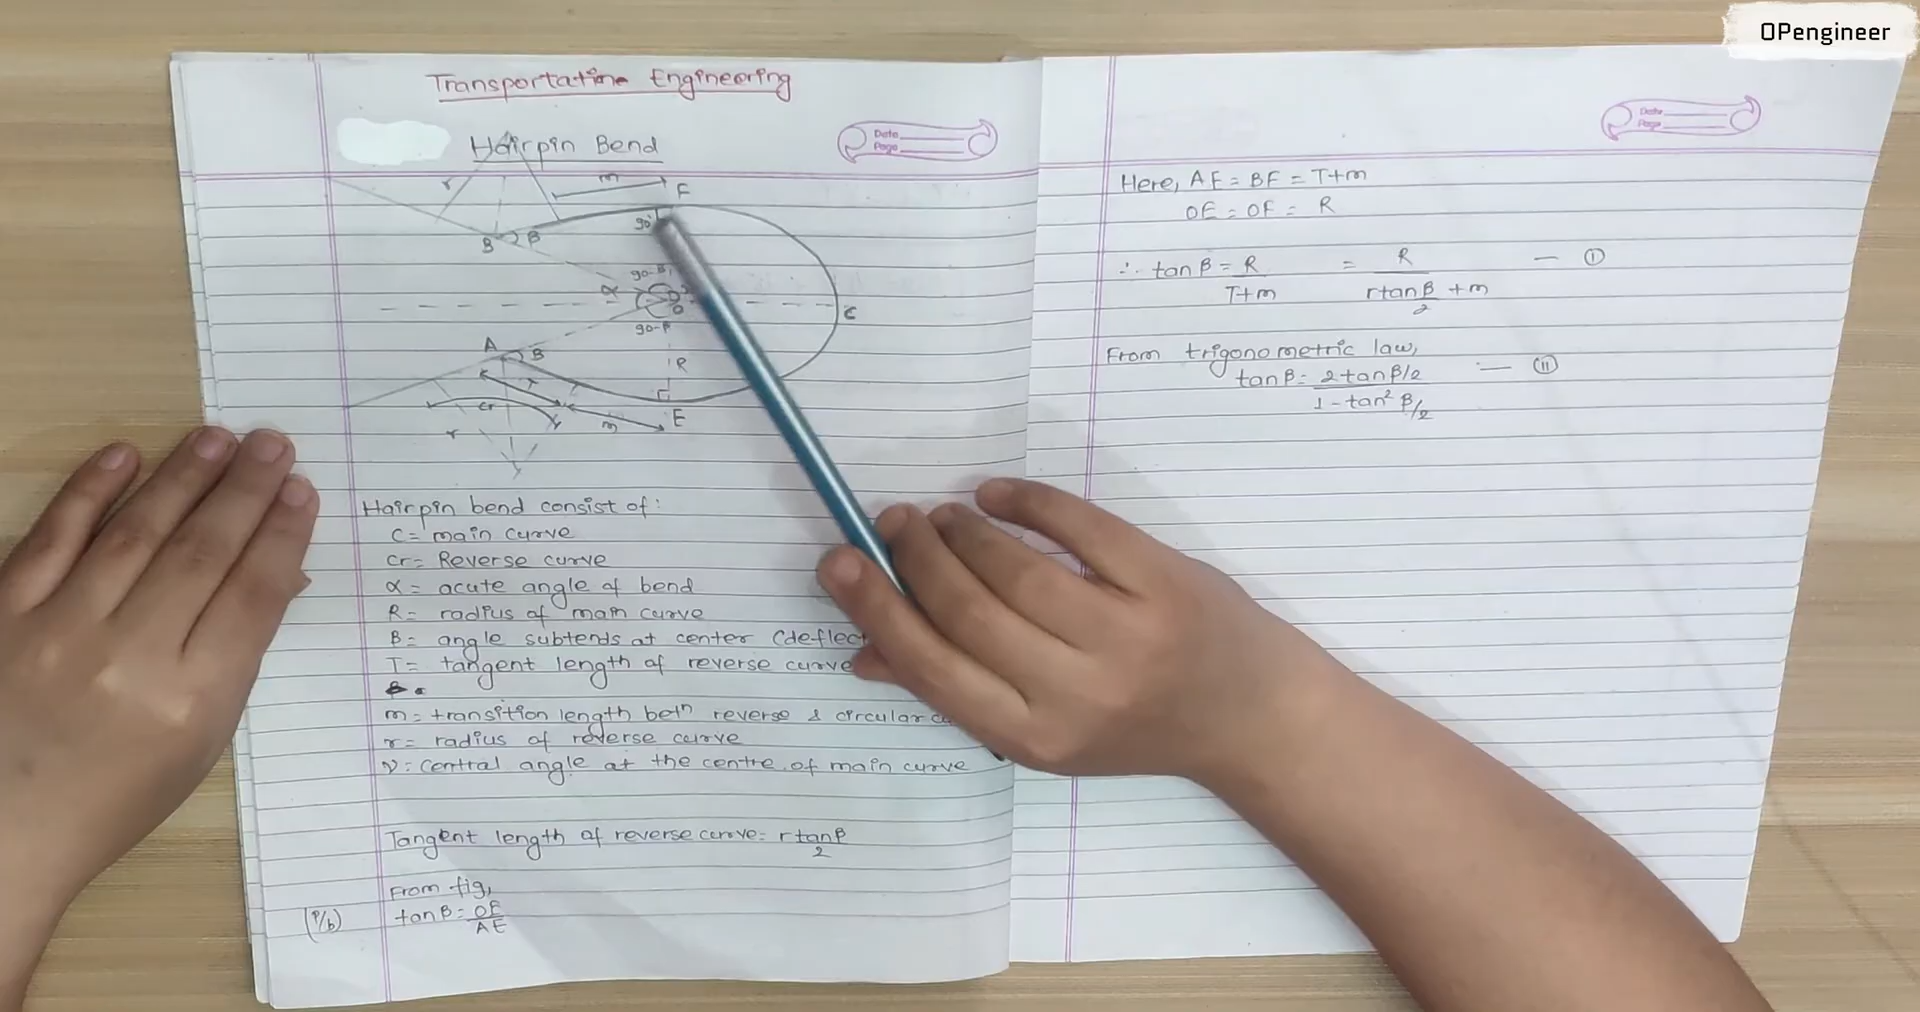 OPengineer
Transportation Engineering
Hairpin Bend
Date
Page
m
F
r
90°
B
β
90-β
α
O
C
90-β
A
β
R
T
cr
E
m
r
Hairpin bend consist of:
C = main curve
Cr = Reverse curve
α = acute angle of bend
R = radius of main curve
β = angle subtends at center (deflect
T = tangent length of reverse curve
m = transition length betn reverse & circular
r = radius of reverse curve
γ = central angle at the centre of main curve
Tangent length of reverse curve = r tan β/2
From fig,
(P/b) tan β = OE/AE
Date
Page
Here, AE = BF = T+m
OE = OF = R
∴ tan β = R/T+m = R/r tan β/2 + m — (I)
From trigonometric law,
tan β = 2 tan β/2 / 1 - tan² β/2 — (II)